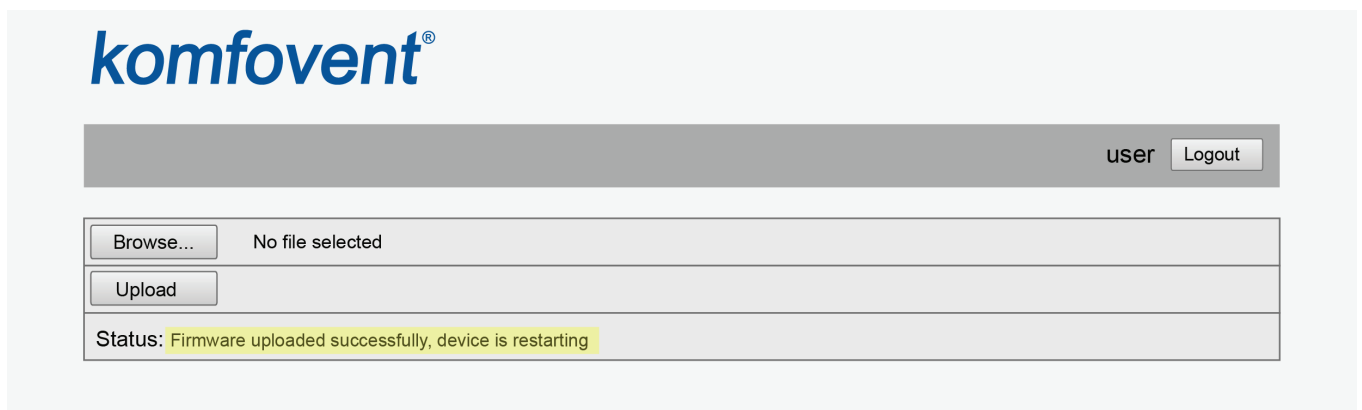 komfovent®
user Logout
Browse... No file selected
Upload
Status: Firmware uploaded successfully, device is restarting